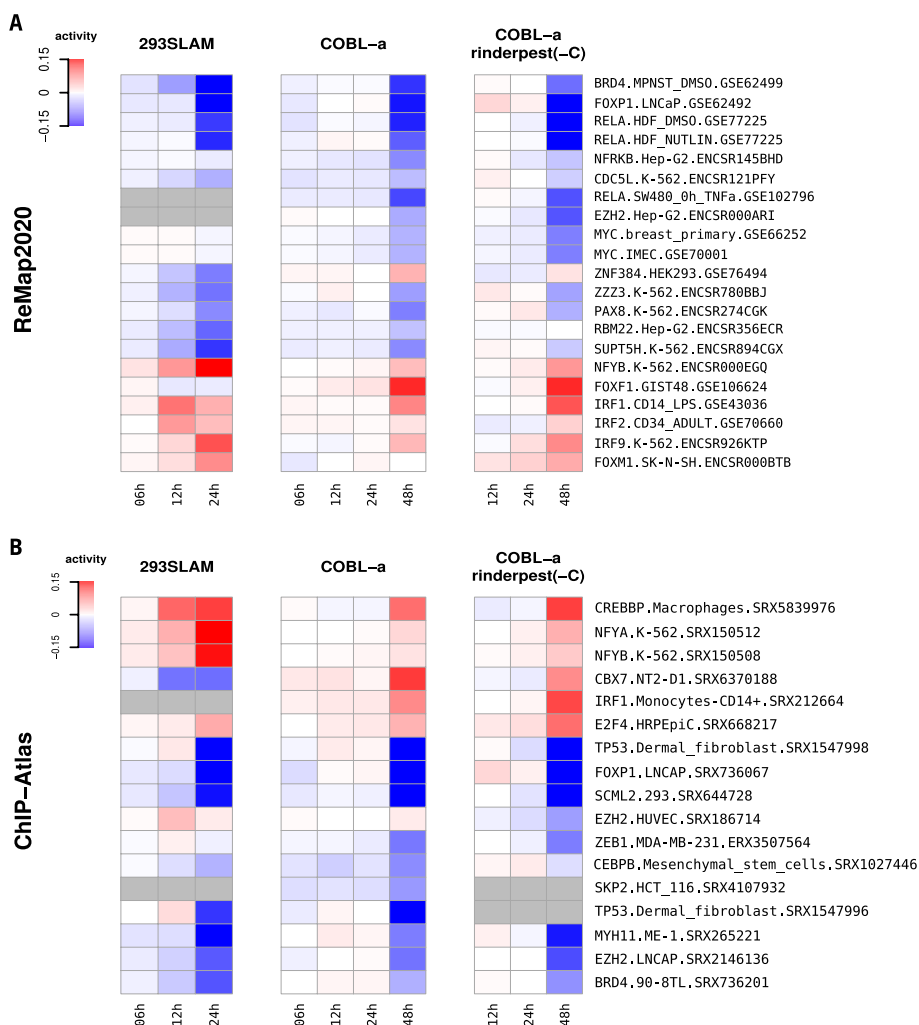 A
activity
0.15
0
−0.15
293SLAM
COBL−a
COBL−a
rinderpest(−C)
ReMap2020
BRD4.MPNST_DMSO.GSE62499
FOXP1.LNCaP.GSE62492
RELA.HDF_DMSO.GSE77225
RELA.HDF_NUTLIN.GSE77225
NFRKB.Hep-G2.ENCSR145BHD
CDC5L.K-562.ENCSR121PFY
RELA.SW480_0h_TNFa.GSE102796
EZH2.Hep-G2.ENCSR000ARI
MYC.breast_primary.GSE66252
MYC.IMEC.GSE70001
ZNF384.HEK293.GSE76494
ZZZ3.K-562.ENCSR780BBJ
PAX8.K-562.ENCSR274CGK
RBM22.Hep-G2.ENCSR356ECR
SUPT5H.K-562.ENCSR894CGX
NFYB.K-562.ENCSR000EGQ
FOXF1.GIST48.GSE106624
IRF1.CD14_LPS.GSE43036
IRF2.CD34_ADULT.GSE70660
IRF9.K-562.ENCSR926KTP
FOXM1.SK-N-SH.ENCSR000BTB
06h 12h 24h
06h 12h 24h 48h
12h 24h 48h
B
activity
0.15
0
−0.15
293SLAM
COBL−a
COBL−a
rinderpest(−C)
ChIP−Atlas
CREBBP.Macrophages.SRX5839976
NFYA.K-562.SRX150512
NFYB.K-562.SRX150508
CBX7.NT2-D1.SRX6370188
IRF1.Monocytes-CD14+.SRX212664
E2F4.HRPEpiC.SRX668217
TP53.Dermal_fibroblast.SRX1547998
FOXP1.LNCAP.SRX736067
SCML2.293.SRX644728
EZH2.HUVEC.SRX186714
ZEB1.MDA-MB-231.ERX3507564
CEBPB.Mesenchymal_stem_cells.SRX1027446
SKP2.HCT_116.SRX4107932
TP53.Dermal_fibroblast.SRX1547996
MYH11.ME-1.SRX265221
EZH2.LNCAP.SRX2146136
BRD4.90-8TL.SRX736201
06h 12h 24h
06h 12h 24h 48h
12h 24h 48h